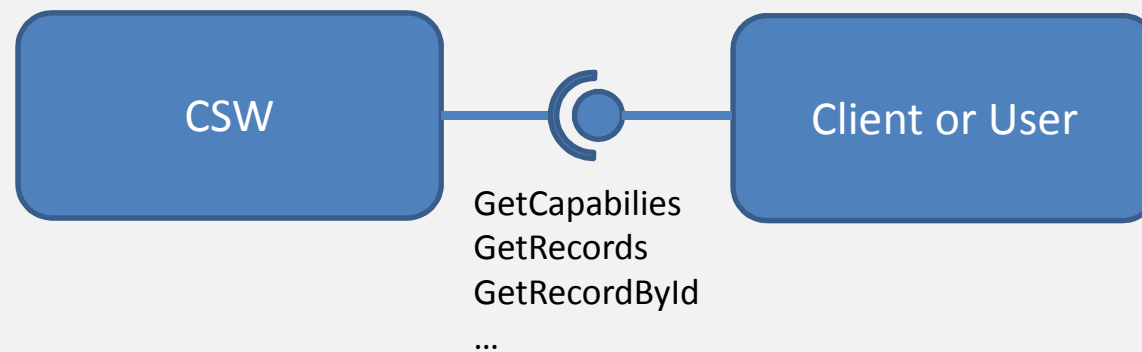 CSW
Client or User
GetCapabilies
GetRecords
GetRecordById
…